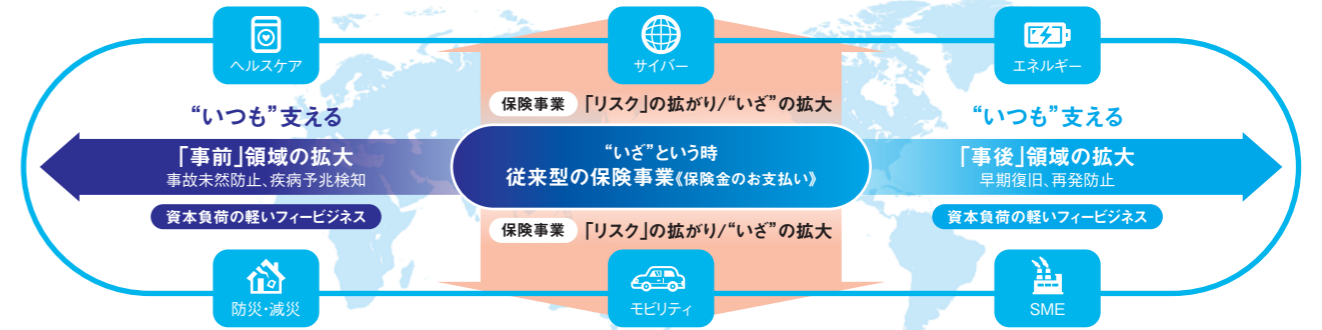 ヘルスケア
サイバー
エネルギー
“いつも”支える
「事前」領域の拡大
事故未然防止、疾病予兆検知
資本負荷の軽いフィービジネス
保険事業 「リスク」の拡がり/“いざ”の拡大
“いざ”という時
従来型の保険事業《保険金のお支払い》
保険事業 「リスク」の拡がり/“いざ”の拡大
“いつも”支える
「事後」領域の拡大
早期復旧、再発防止
資本負荷の軽いフィービジネス
防災・減災
モビリティ
SME